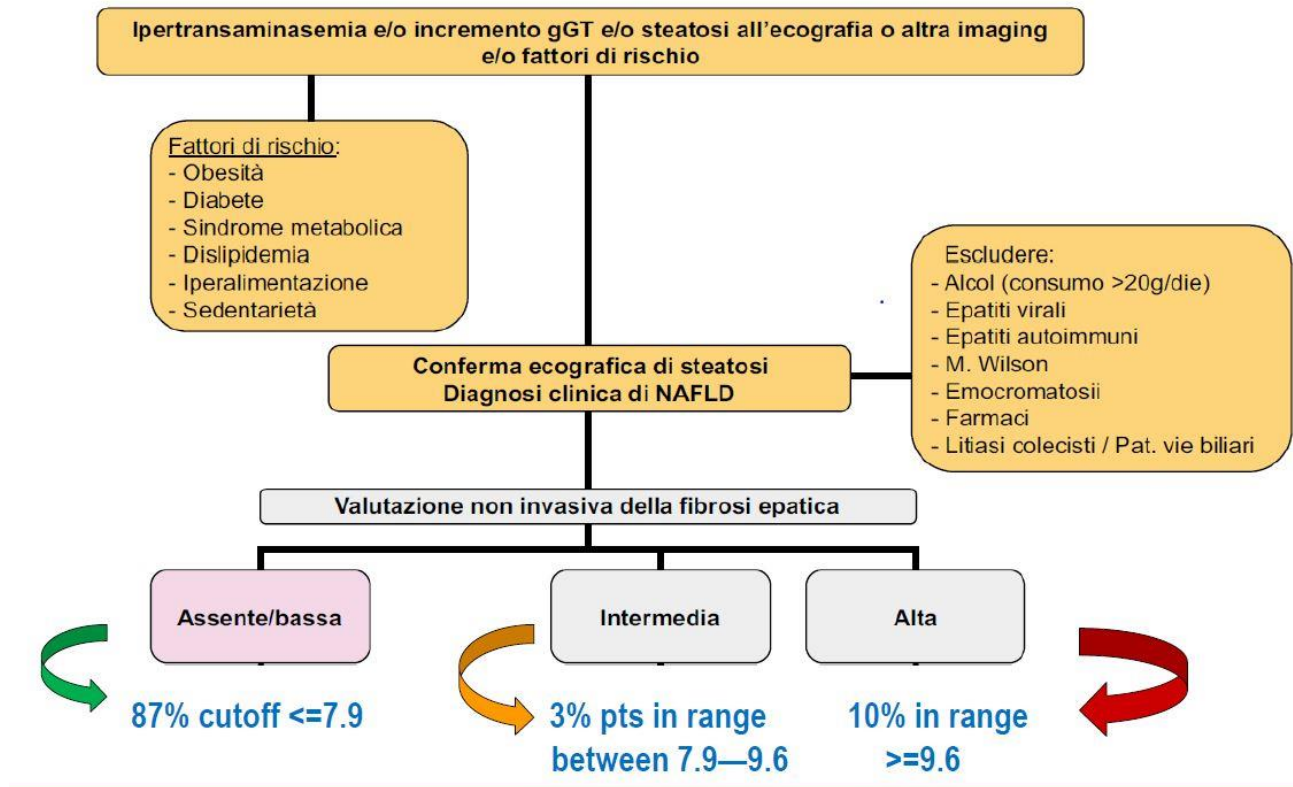 Ipertransaminasemia e/o incremento gGT e/o steatosi all'ecografia o altra imaging
e/o fattori di rischio
Fattori di rischio:
- Obesità
- Diabete
- Sindrome metabolica
- Dislipidemia
- Iperalimentazione
- Sedentarietà
Escludere:
- Alcol (consumo >20g/die)
- Epatiti virali
- Epatiti autoimmuni
- M. Wilson
- Emocromatosii
- Farmaci
- Litiasi colecisti / Pat. vie biliari
Conferma ecografica di steatosi
Diagnosi clinica di NAFLD
Valutazione non invasiva della fibrosi epatica
Assente/bassa
Intermedia
Alta
87% cutoff <=7.9
3% pts in range
between 7.9—9.6
10% in range
>=9.6